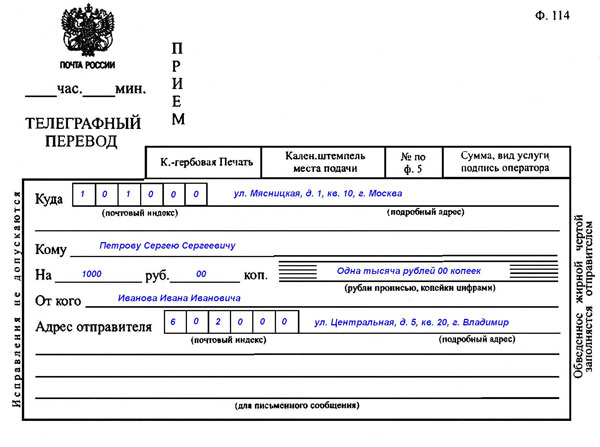 Ф. 114
ПОЧТА РОССИИ
ПРИЕМ
____час.____мин.
ТЕЛЕГРАФНЫЙ
ПЕРЕВОД
К.-гербовая Печать
Кален.штемпель места подачи
№ по ф. 5
Сумма, вид услуги, подпись оператора
Исправления не допускаются
Куда 1 0 1 0 0 0 ул. Мясницкая, д. 1, кв. 10, г. Москва
(почтовый индекс) (подробный адрес)
Кому Петрову Сергею Сергеевичу
На 1000 руб. 00 коп. Одна тысяча рублей 00 копеек
(рубли прописью, копейки цифрами)
От кого Иванова Ивана Ивановича
Адрес отправителя 6 0 2 0 0 0 ул. Центральная, д. 5, кв. 20, г. Владимир
(почтовый индекс) (подробный адрес)
(для письменного сообщения)
Обведенное жирной чертой
заполняется отправителем